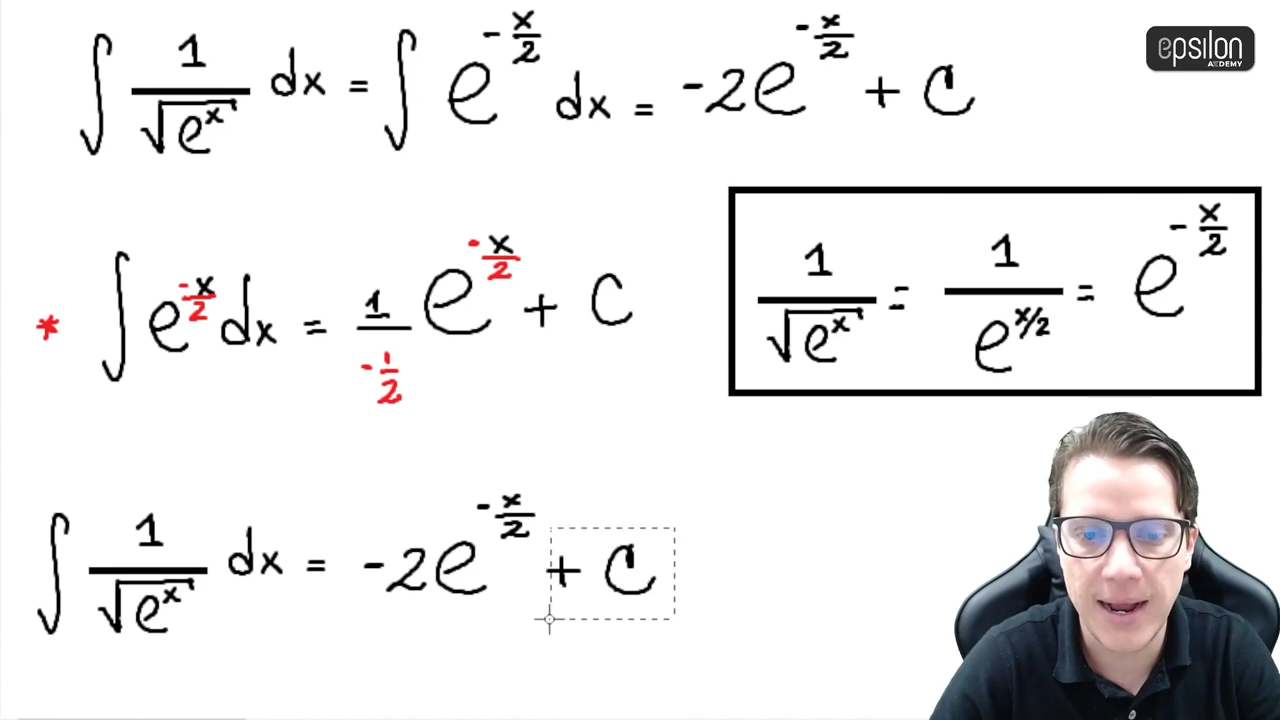 ∫ 1/√(e^x) dx = ∫ e^(-x/2) dx = -2e^(-x/2) + c
epsilon
ACADEMY
* ∫ e^(-x/2) dx = 1/(-1/2) e^(-x/2) + c
1/√(e^x) = 1/e^(x/2) = e^(-x/2)
∫ 1/√(e^x) dx = -2e^(-x/2) + c